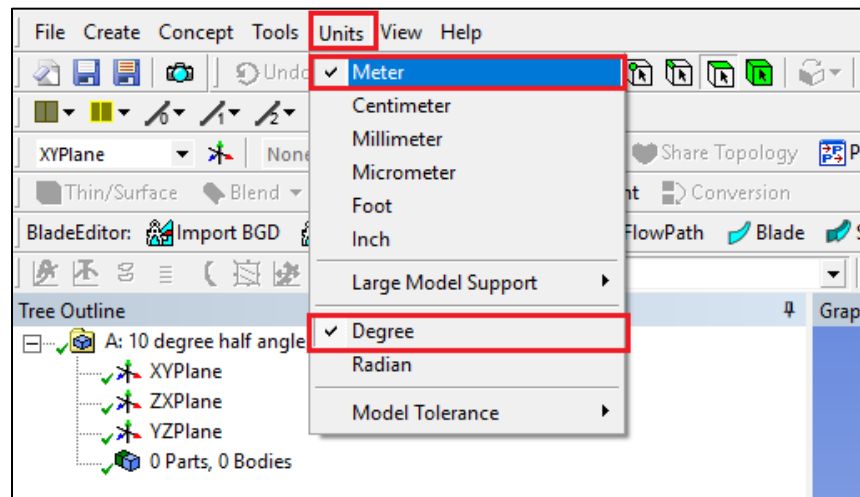 File Create Concept Tools Units View Help
Undo
XYPlane None Share Topology
Thin/Surface Blend nt Conversion
BladeEditor: Import BGD FlowPath Blade
Meter
Centimeter
Millimeter
Micrometer
Foot
Inch
Large Model Support
Degree
Radian
Model Tolerance
Tree Outline Grap
A: 10 degree half angle
XYPlane
ZXPlane
YZPlane
0 Parts, 0 Bodies